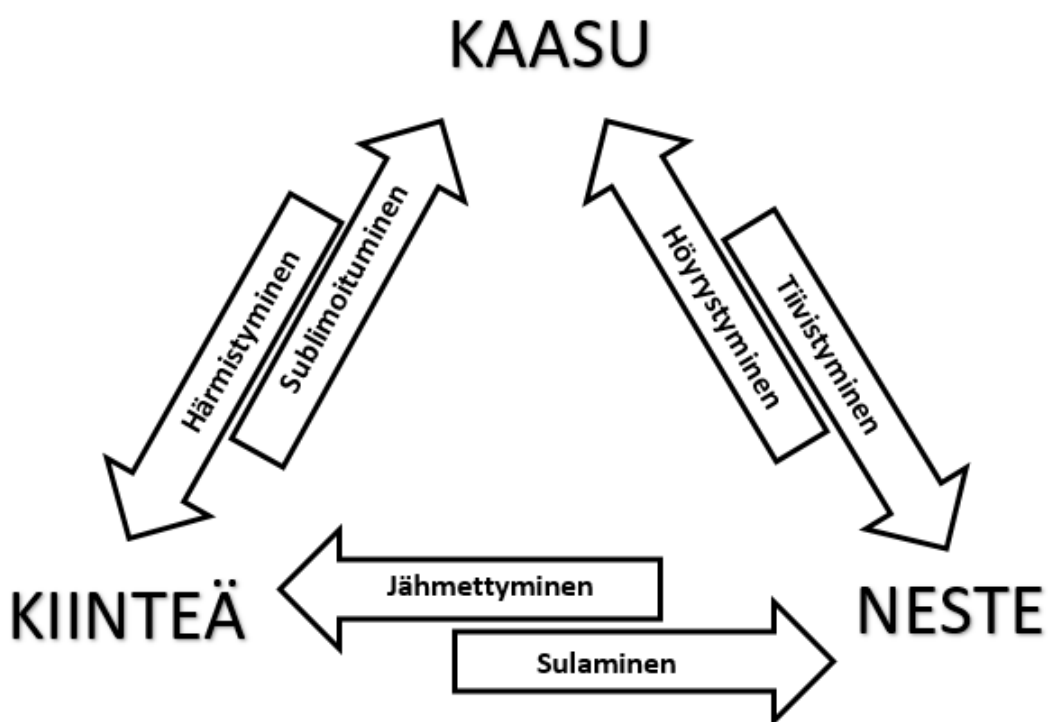 KAASU
Härmistyminen
Sublimoituminen
Höyrystyminen
Tiivistyminen
KIINTEÄ
Jähmettyminen
Sulaminen
NESTE